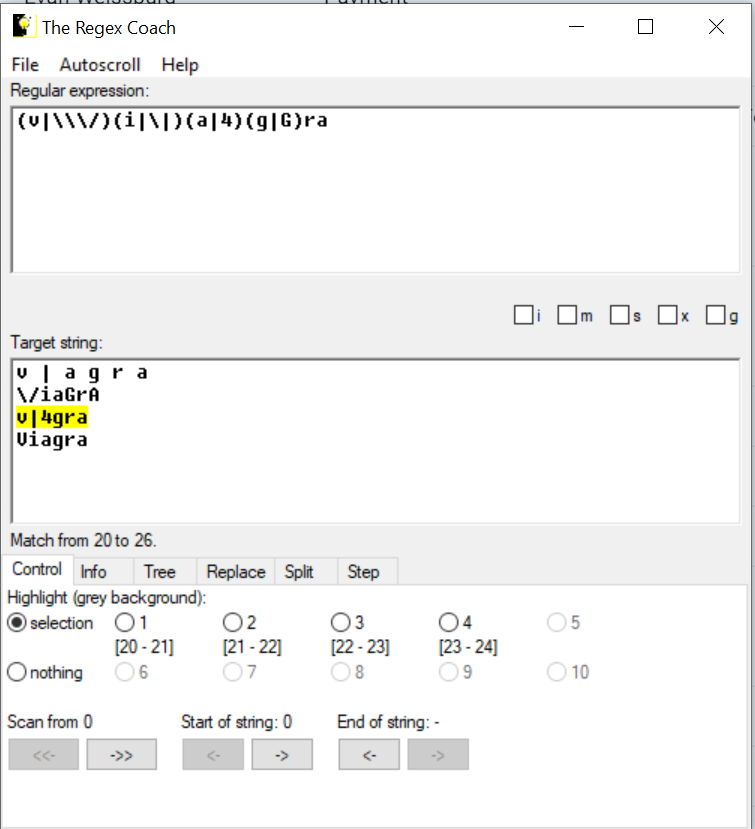 Evan Weissburg Payment
The Regex Coach
File Autoscroll Help
Regular expression:
(v|\\\/)(i|\|)(a|4)(g|G)ra
i m s x g
Target string:
v | a g r a
\/iaGrA
v|4gra
Viagra
Match from 20 to 26.
Control Info Tree Replace Split Step
Highlight (grey background):
selection 1 2 3 4 5
[20 - 21] [21 - 22] [22 - 23] [23 - 24]
nothing 6 7 8 9 10
Scan from 0 Start of string: 0 End of string: -
<<- ->> <- -> <- ->